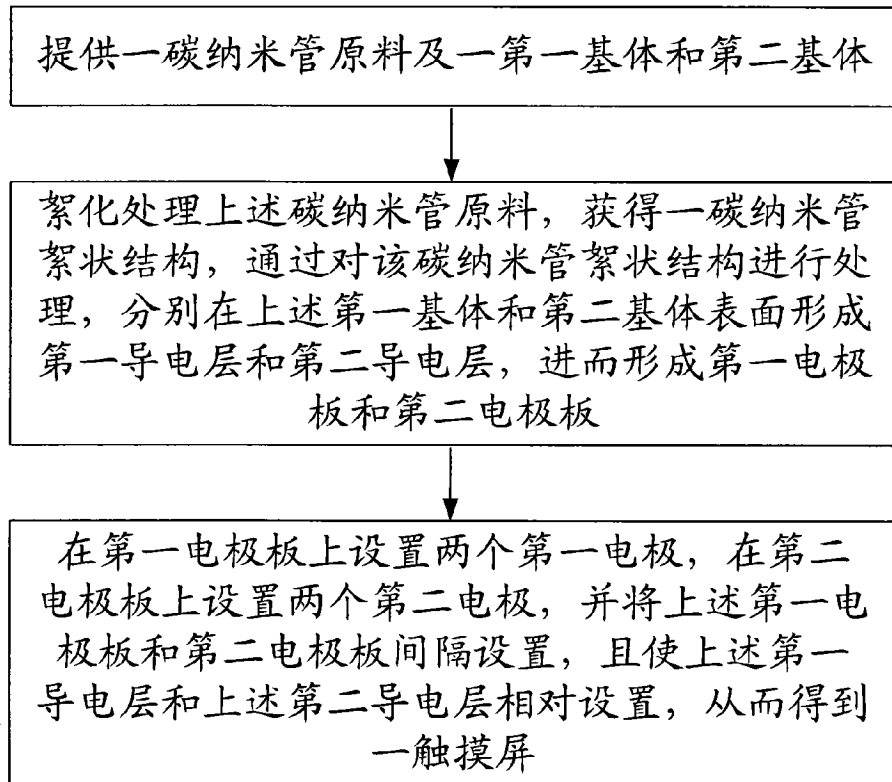 提供一碳纳米管原料及一第一基体和第二基体
絮化处理上述碳纳米管原料，获得一碳纳米管
絮状结构，通过对该碳纳米管絮状结构进行处
理，分别在上述第一基体和第二基体表面形成
第一导电层和第二导电层，进而形成第一电极
板和第二电极板
在第一电极板上设置两个第一电极，在第二
电极板上设置两个第二电极，并将上述第一电
极板和第二电极板间隔设置，且使上述第一
导电层和上述第二导电层相对设置，从而得到
一触摸屏